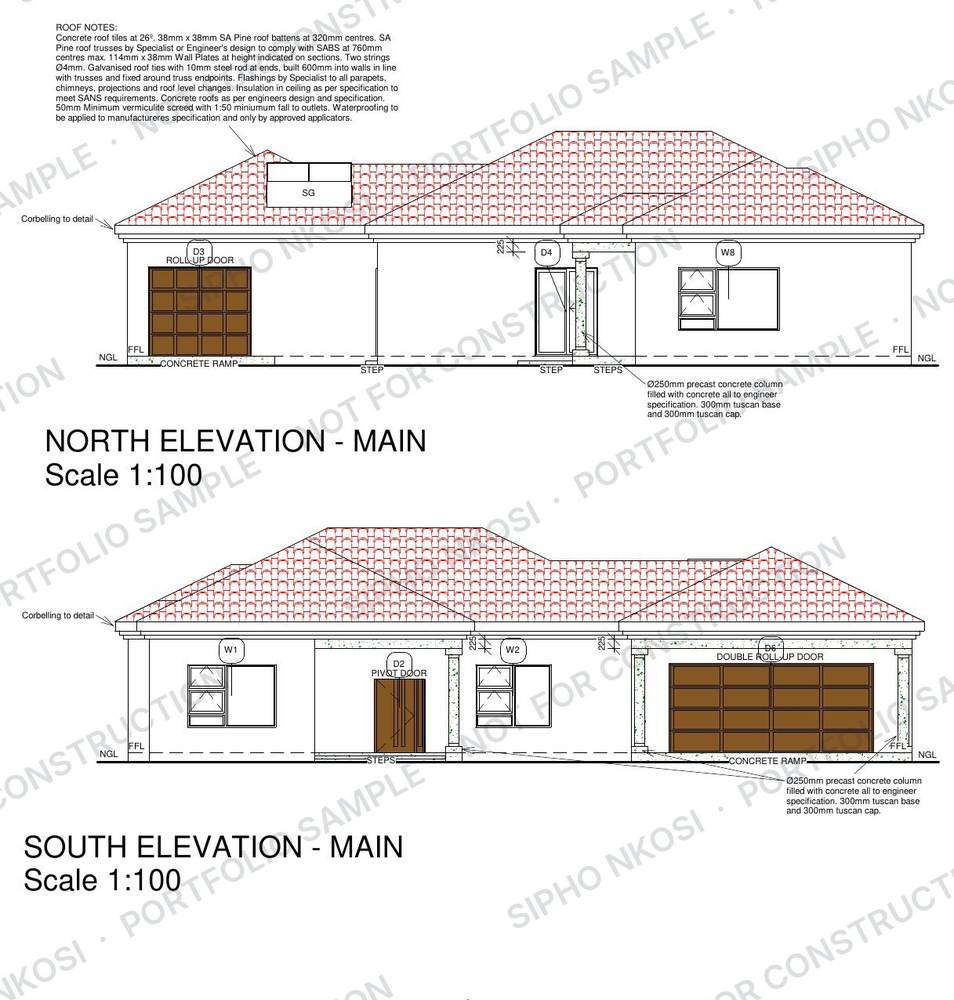 ROOF NOTES:
Concrete roof tiles at 26º. 38mm x 38mm SA Pine roof battens at 320mm centres. SA
Pine roof trusses by Specialist or Engineer's design to comply with SABS at 760mm
centres max. 114mm x 38mm Wall Plates at height indicated on sections. Two strings
Ø4mm. Galvanised roof ties with 10mm steel rod at ends, built 600mm into walls in line
with trusses and fixed around truss endpoints. Flashings by Specialist to all parapets,
chimneys, projections and roof level changes. Insulation in ceiling as per specification to
meet SANS requirements. Concrete roofs as per engineers design and specification.
50mm Minimum vermiculite screed with 1:50 miniumum fall to outlets. Waterproofing to
be applied to manufactureres specification and only by approved applicators.
SG
Corbelling to detail
D3
ROLL-UP DOOR
225
D4
W8
FFL
NGL
CONCRETE RAMP
STEP
STEP
STEPS
FFL
NGL
Ø250mm precast concrete column
filled with concrete all to engineer
specification. 300mm tuscan base
and 300mm tuscan cap.
NORTH ELEVATION - MAIN
Scale 1:100
Corbelling to detail
W1
D2
PIVOT DOOR
225
W2
225
D6
DOUBLE ROLL-UP DOOR
FFL
NGL
STEPS
CONCRETE RAMP
FFL
NGL
Ø250mm precast concrete column
filled with concrete all to engineer
specification. 300mm tuscan base
and 300mm tuscan cap.
SOUTH ELEVATION - MAIN
Scale 1:100
SIPHO NKOSI · PORTFOLIO SAMPLE · NOT FOR CONSTRUCTION